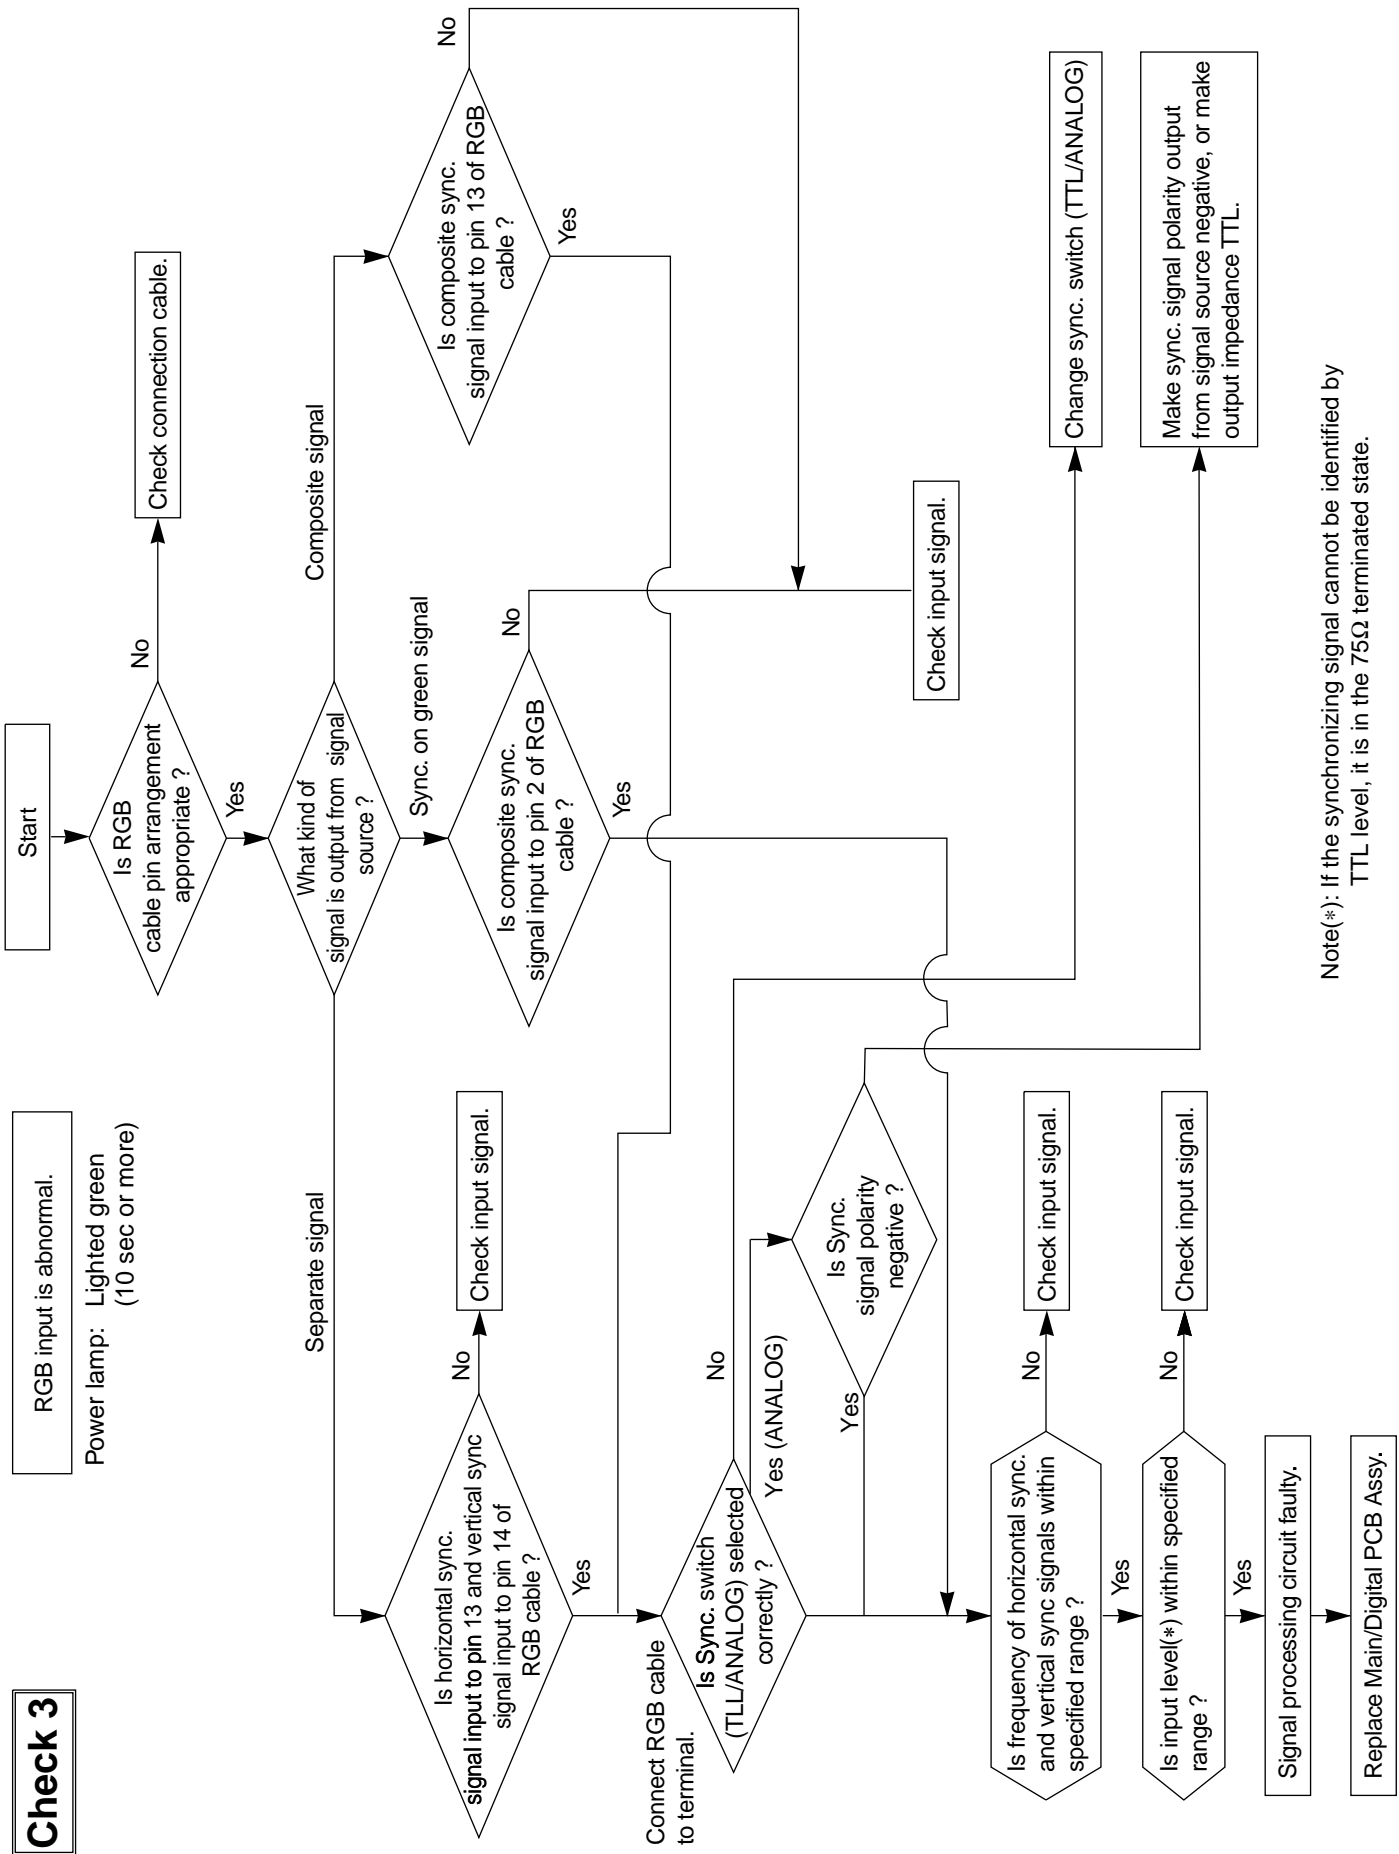 Check 3
RGB input is abnormal.
Power lamp: Lighted green
(10 sec or more)
Start
Is RGB
cable pin arrangement
appropriate ?
No
Check connection cable.
Yes
What kind of
signal is output from signal
source ?
Separate signal
Sync. on green signal
Composite signal
Is horizontal sync.
signal input to pin 13 and vertical sync
signal input to pin 14 of
RGB cable ?
No
Check input signal.
Yes
Is composite sync.
signal input to pin 2 of RGB
cable ?
No
Yes
Is composite sync.
signal input to pin 13 of RGB
cable ?
No
Yes
Check input signal.
Connect RGB cable
to terminal.
Is Sync. switch
(TLL/ANALOG) selected
correctly ?
No
Yes (ANALOG)
Change sync. switch (TTL/ANALOG)
Is Sync.
signal polarity
negative ?
Yes
Make sync. signal polarity output
from signal source negative, or make
output impedance TTL.
Is frequency of horizontal sync.
and vertical sync signals within
specified range ?
No
Check input signal.
Yes
Is input level(*) within specified
range ?
No
Check input signal.
Yes
Signal processing circuit faulty.
Replace Main/Digital PCB Assy.
Note(*): If the synchronizing signal cannot be identified by
TTL level, it is in the 75Ω terminated state.